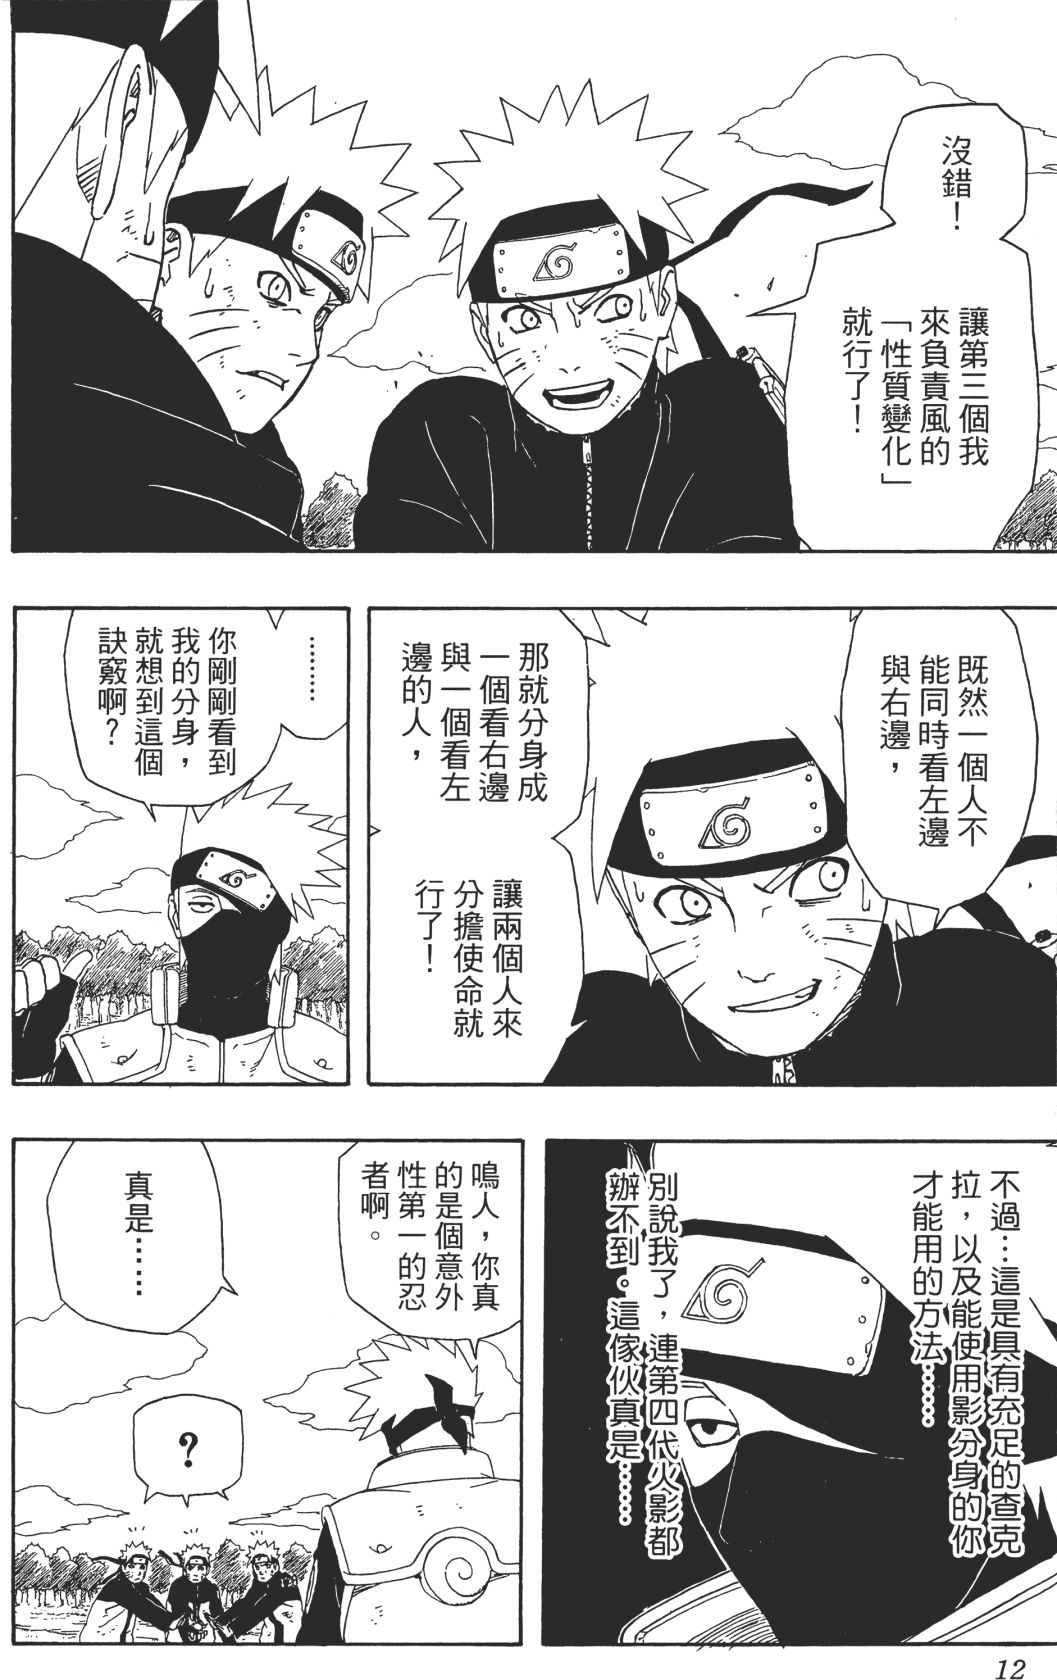 沒錯！
讓第三個我
來負責風的
「性質變化」
就行了！
既然一個人不
能同時看左邊
與右邊，
那就分身成
一個看右邊
與一個看左
邊的人，
讓兩個人來
分擔使命就
行了！
………
你剛剛看到
我的分身，
就想到這個
訣竅啊？
不過…這是具有充足的查克
拉，以及能使用影分身的你
才能用的方法……
別說我了，連第四代火影都
辦不到。這傢伙真是……
鳴人，你真
的是個意外
性第一的忍
者啊。
真是……
？
12